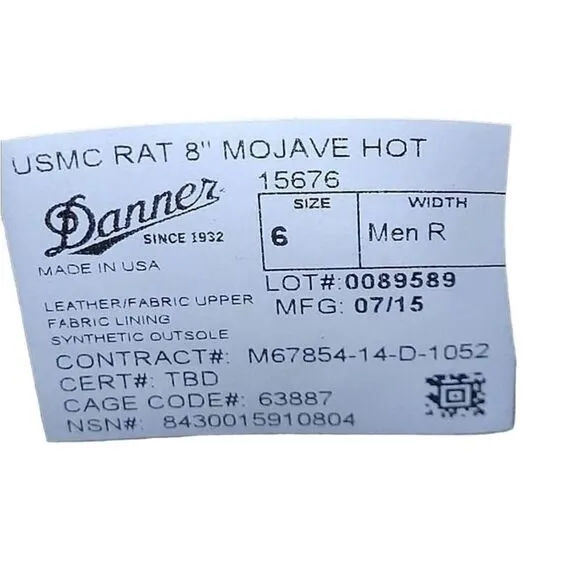 USMC RAT 8" MOJAVE HOT
15676
Danner
SINCE 1932
MADE IN USA
SIZE WIDTH
6 Men R
LOT#:0089589
MFG: 07/15
LEATHER/FABRIC UPPER
FABRIC LINING
SYNTHETIC OUTSOLE
CONTRACT#: M67854-14-D-1052
CERT#: TBD
CAGE CODE#: 63887
NSN#: 8430015910804